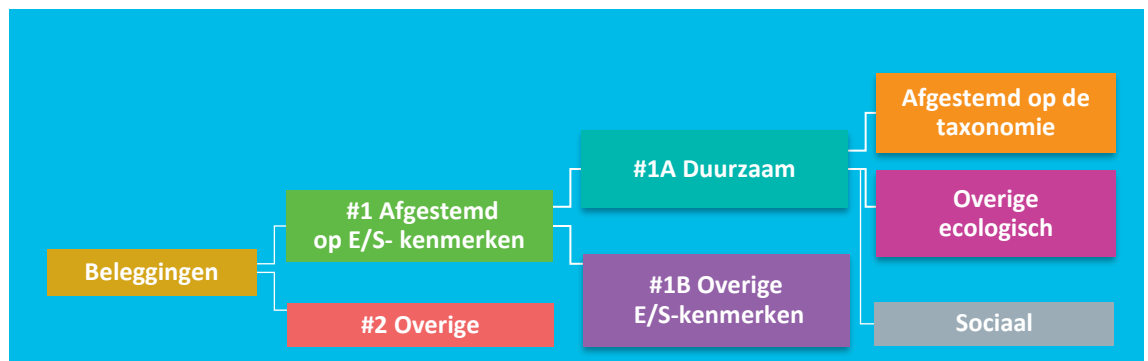 Beleggingen
#1 Afgestemd
op E/S- kenmerken
#2 Overige
#1A Duurzaam
#1B Overige
E/S-kenmerken
Afgestemd op de
taxonomie
Overige
ecologisch
Sociaal